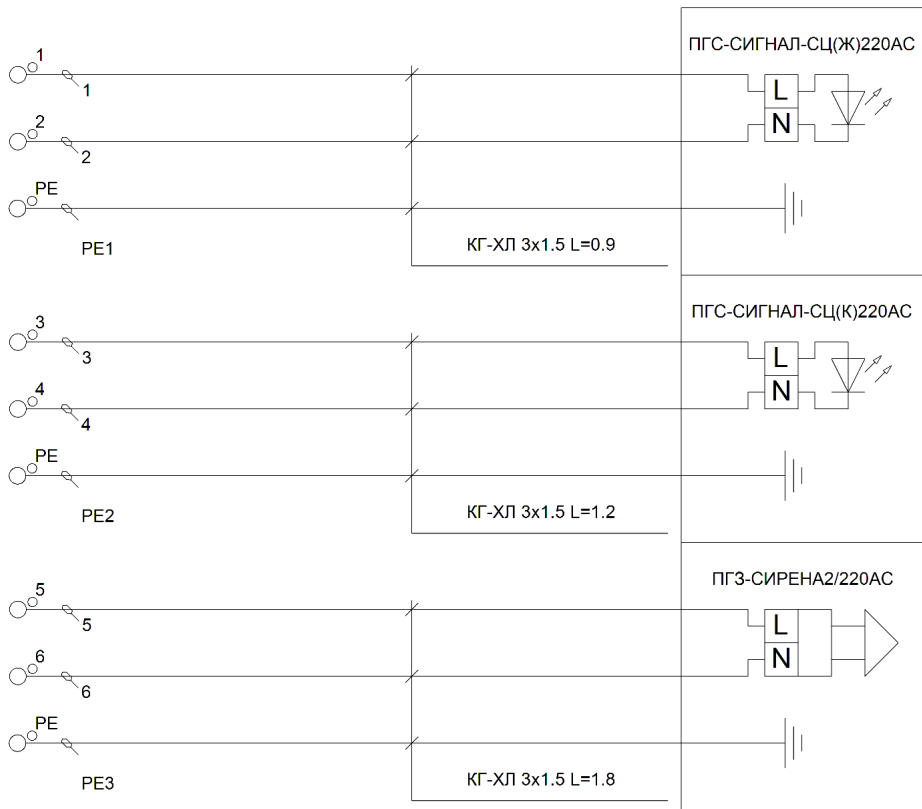 ПГС-СИГНАЛ-СЦ(Ж)220АС
1
1
L
2
2
N
PE
PE1
КГ-ХЛ 3х1.5 L=0.9
ПГС-СИГНАЛ-СЦ(К)220АС
3
3
L
4
4
N
PE
PE2
КГ-ХЛ 3х1.5 L=1.2
ПГЗ-СИРЕНА2/220АС
5
5
L
6
6
N
PE
PE3
КГ-ХЛ 3х1.5 L=1.8